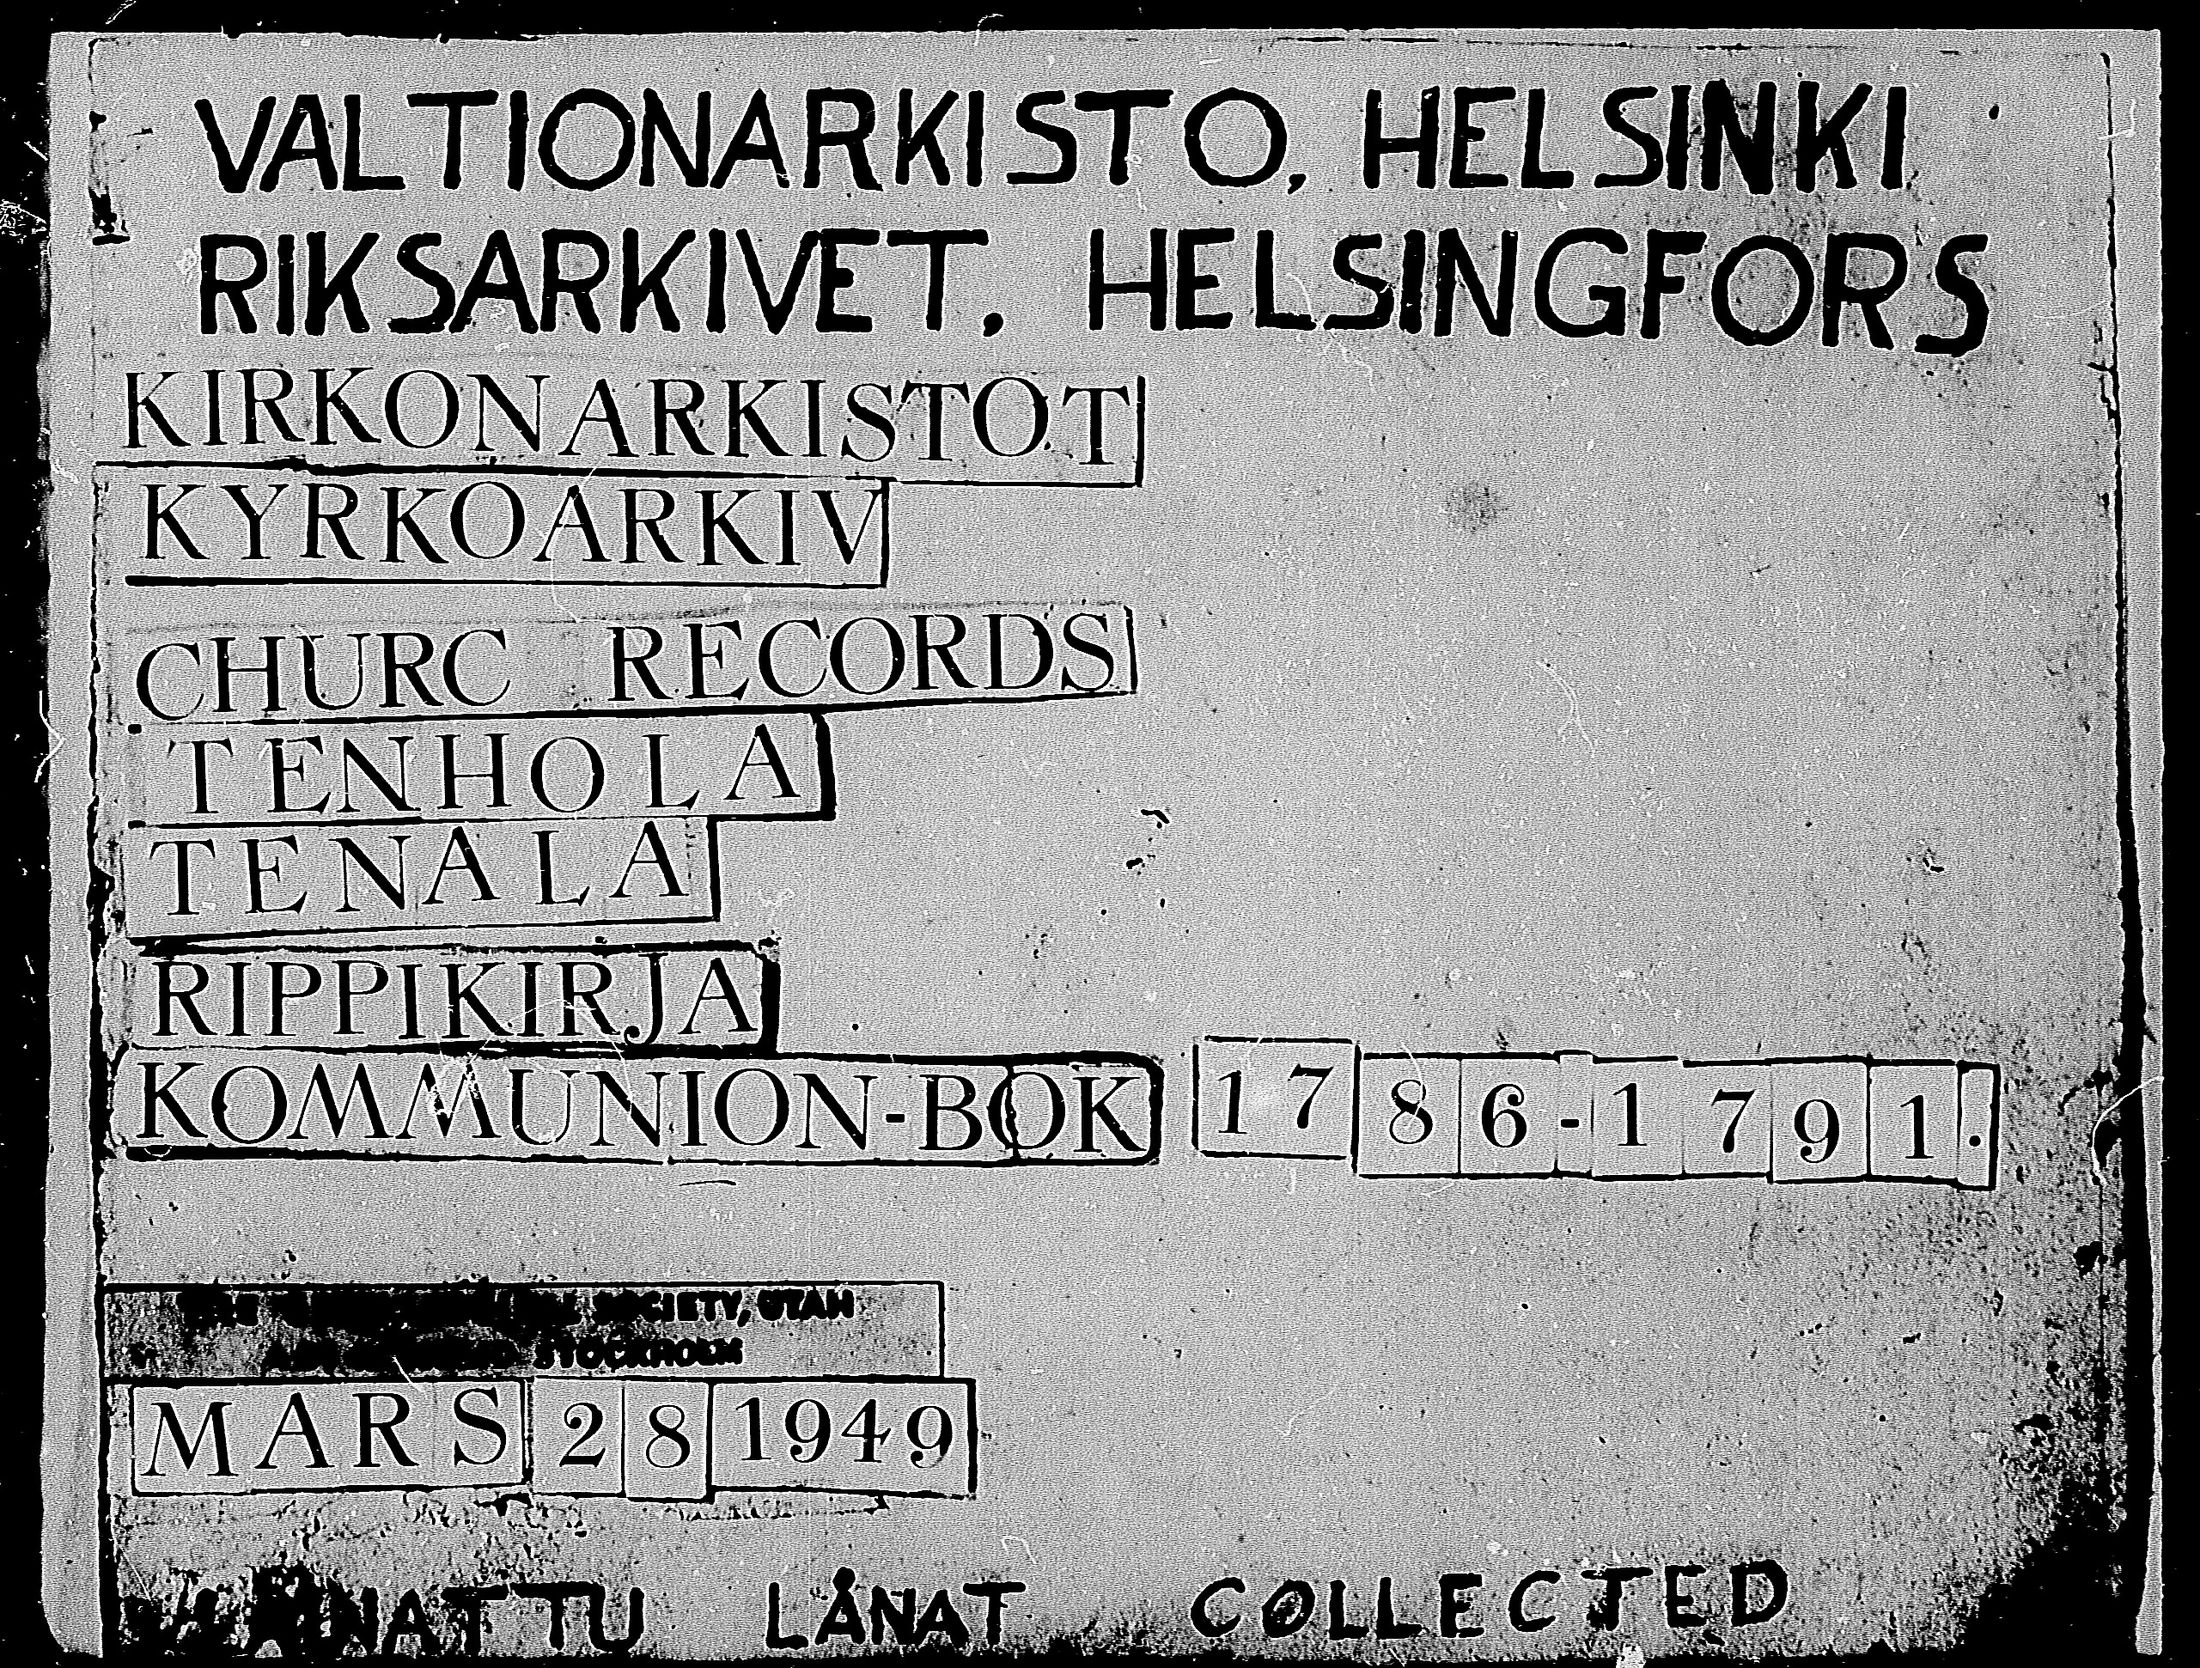 VALTIONARKISTO, HELSINKI
RIKSARKIVET, HELSINGFORS
KIRKONARKISTOT
KYRKOARKIV
CHURC RECORDS
TENHOLA
TENALA
RIPPIKIRJA
KOMMUNION-BOK 1786-1791.
SOCIETY, UTAH
STOCKHOLM
MARS 28 1949
LÅNAT COLLECTED